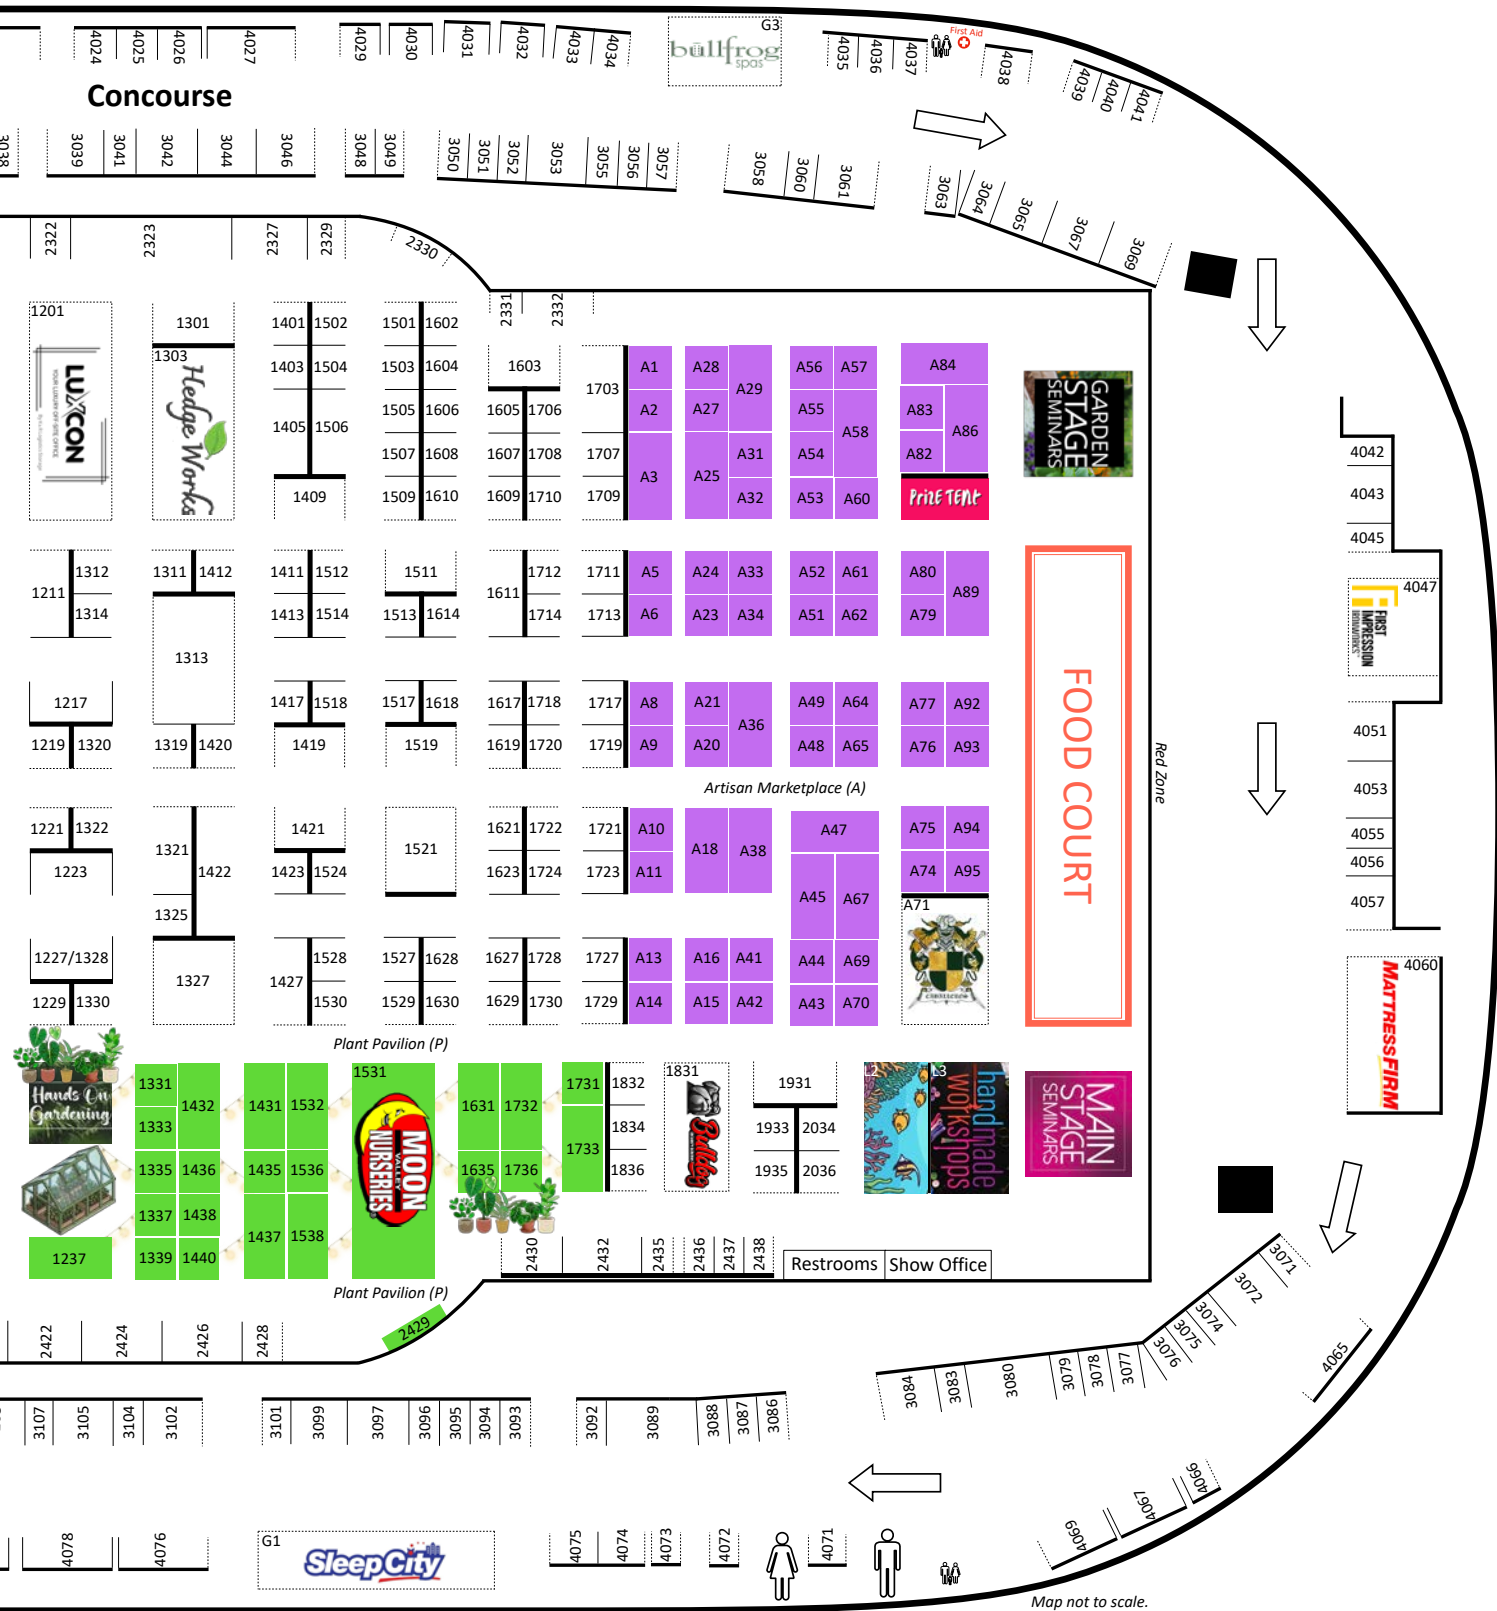 4024
4025
4026
4027
4029
4030
4031
4032
4033
4034
G3
bullfrog
spas
4035
4036
4037
First Aid
4038
4039
4040
4041
Concourse
3038
3039
3041
3042
3044
3046
3048
3049
3050
3051
3052
3053
3055
3056
3057
3058
3060
3061
3063
3064
3065
3067
3069
2322
2323
2327
2329
2330
2331
2332
1201
LUXCON
1301
1303
Hedge Works
1401 1502
1403 1504
1405 1506
1409
1501 1602
1503 1604
1505 1606
1507 1608
1509 1610
1603
1605 1706
1607 1708
1609 1710
1703
1707
1709
A1
A2
A3
A28
A27
A25
A29
A31
A32
A56 A57
A55
A58
A54
A53 A60
A84
A83
A86
A82
PRIZE TENT
GARDEN
STAGE
SEMINARS
4042
4043
4045
4047
FIRST
IMPRESSION
IRONWORKS
4051
4053
4055
4056
4057
4060
MATTRESSFIRM
1211
1312
1314
1311 1412
1313
1411 1512
1413 1514
1511
1513 1614
1611
1712
1714
1711
1713
A5
A6
A24 A33
A23 A34
A52 A61
A51 A62
A80
A89
A79
FOOD COURT
Red Zone
1217
1219 1320
1319 1420
1417 1518
1419
1517 1618
1519
1617 1718
1619 1720
1717
1719
A8
A9
A21
A36
A20
A49 A64
A48 A65
A77 A92
A76 A93
Artisan Marketplace (A)
1221 1322
1223
1321
1422
1325
1421
1423 1524
1521
1621 1722
1623 1724
1721
1723
A10
A11
A18 A38
A47
A45 A67
A75 A94
A74 A95
A71
CABALLEROS
1227/1328
1229 1330
1327
1427
1528
1530
1527 1628
1529 1630
1627 1728
1629 1730
1727
1729
A13
A14
A16 A41
A15 A42
A44 A69
A43 A70
Plant Pavilion (P)
Hands On
Gardening
1237
1331
1432
1333
1335 1436
1337 1438
1339 1440
1431 1532
1435 1536
1437 1538
1531
MOON
VALLEY
NURSERIES
1631 1732
1635 1736
1731
1733
1832
1834
1836
1831
Bulldog
1931
1933 2034
1935 2036
L2
L3
handmade
workshops
MAIN
STAGE
SEMINARS
2430
2432
2435
2436
2437
2438
Restrooms
Show Office
Plant Pavilion (P)
2422
2424
2426
2428
2429
3071
3072
3074
3075
3076
3077
3078
3079
3080
3083
3084
4065
3107
3105
3104
3102
3101
3099
3097
3096
3095
3094
3093
3092
3089
3088
3087
3086
4066
4067
4069
4078
4076
G1
SleepCity
4075
4074
4073
4072
4071
Map not to scale.